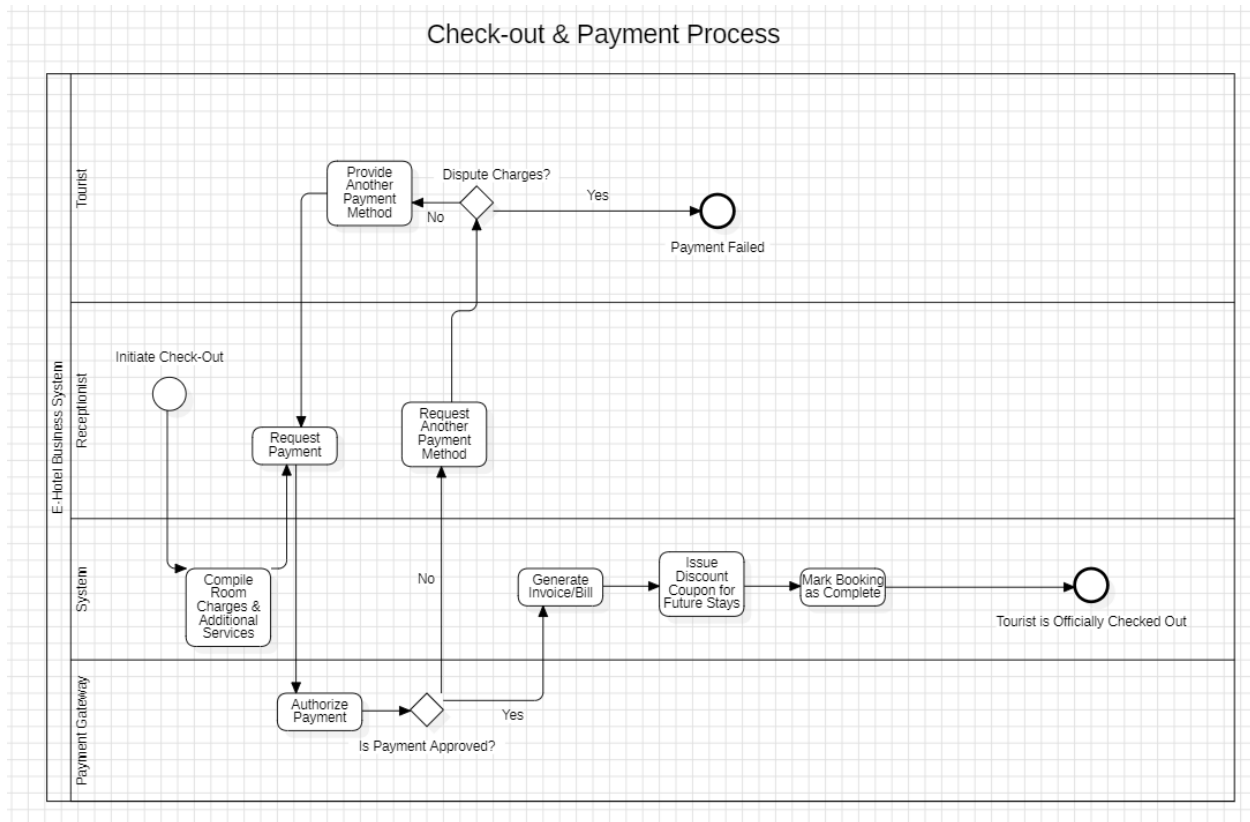 Check-out & Payment Process
E-Hotel Business System
Tourist
Provide
Another
Payment
Method
Dispute Charges?
No
Yes
Payment Failed
Receptionist
Initiate Check-Out
Request
Payment
Request
Another
Payment
Method
System
Compile
Room
Charges &
Additional
Services
No
Generate
Invoice/Bill
Issue
Discount
Coupon for
Future Stays
Mark Booking
as Complete
Tourist is Officially Checked Out
Payment Gateway
Authorize
Payment
Is Payment Approved?
Yes